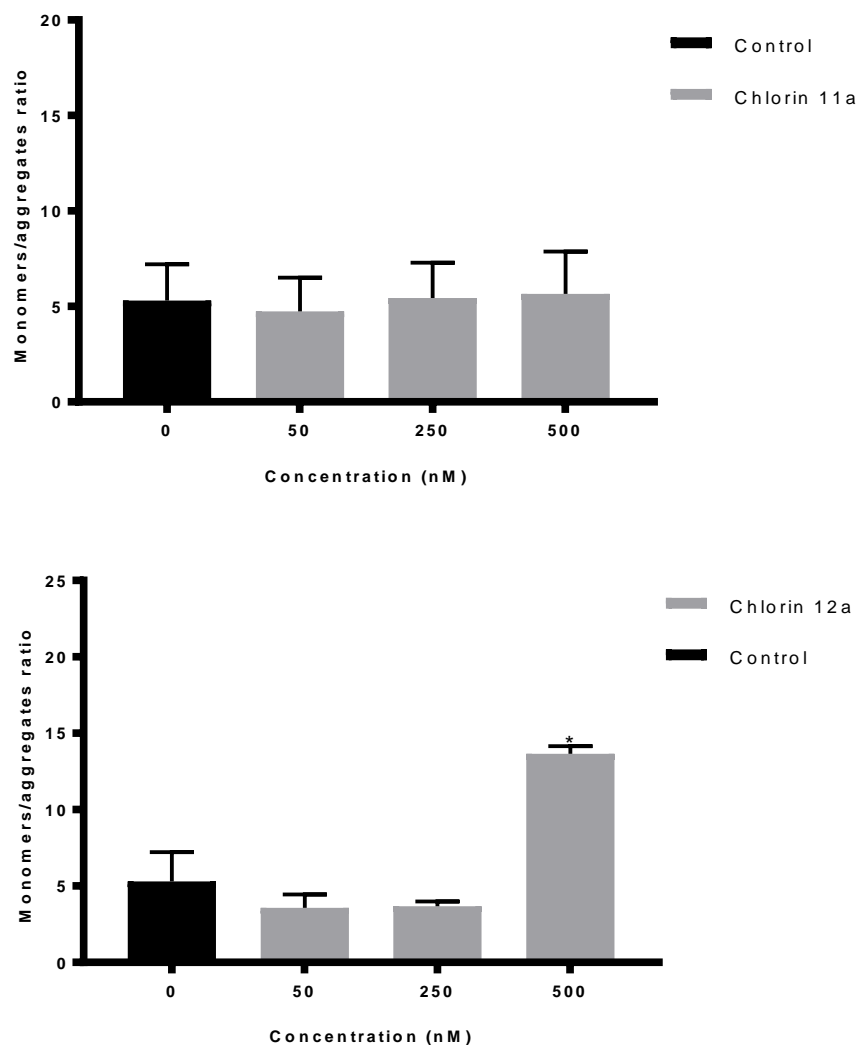 20
15
10
5
0
Monomers/aggregates ratio
0 50 250 500
Concentration (nM)
Control
Chlorin 11a
25
20
15
10
5
0
Monomers/aggregates ratio
*
0 50 250 500
Concentration (nM)
Chlorin 12a
Control